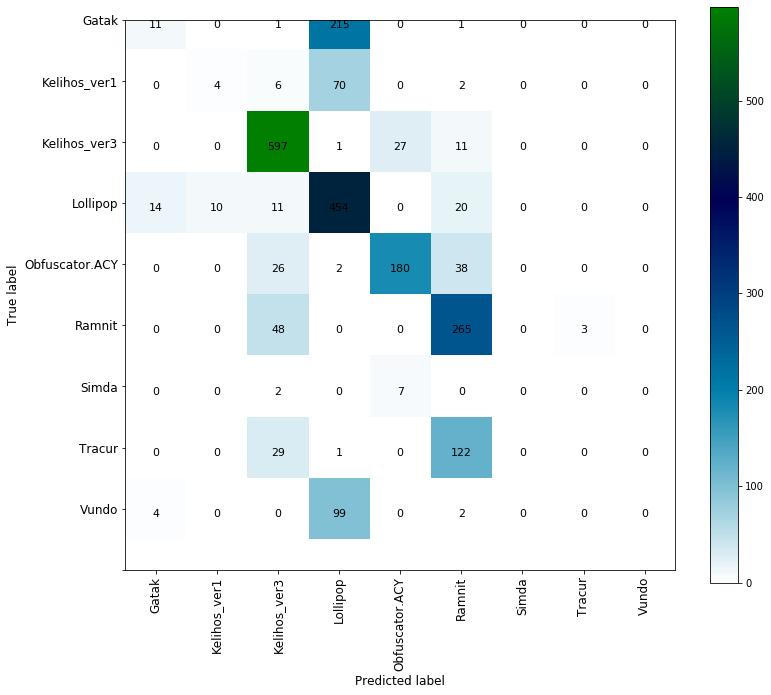 Gatak 11 0 1 215 0 1 0 0 0
Kelihos_ver1 0 4 6 70 0 2 0 0 0
Kelihos_ver3 0 0 597 1 27 11 0 0 0
Lollipop 14 10 11 454 0 20 0 0 0
Obfuscator.ACY 0 0 26 2 180 38 0 0 0
Ramnit 0 0 48 0 0 265 0 3 0
Simda 0 0 2 0 7 0 0 0 0
Tracur 0 0 29 1 0 122 0 0 0
Vundo 4 0 0 99 0 2 0 0 0
True label
Gatak
Kelihos_ver1
Kelihos_ver3
Lollipop
Obfuscator.ACY
Ramnit
Simda
Tracur
Vundo
Predicted label
500
400
300
200
100
0